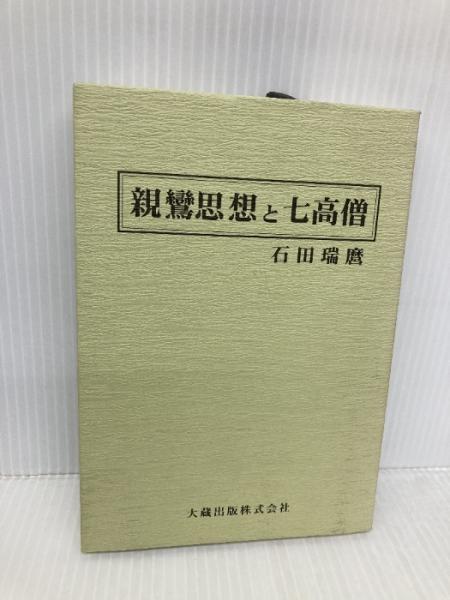 親鸞思想と七高僧
石田瑞麿
大蔵出版株式会社